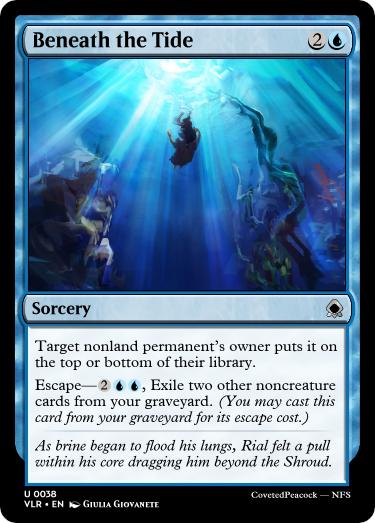 Beneath the Tide 2
Sorcery
Target nonland permanent's owner puts it on
the top or bottom of their library.
Escape—2, Exile two other noncreature
cards from your graveyard. (You may cast this
card from your graveyard for its escape cost.)
As brine began to flood his lungs, Rial felt a pull
within his core dragging him beyond the Shroud.
U 0038
VLR • EN Giulia Giovanete
CovetedPeacock — NFS